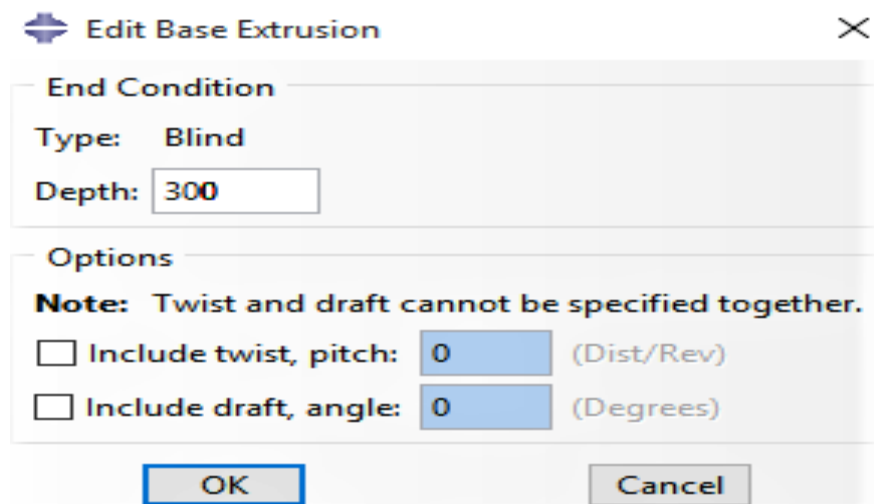 Edit Base Extrusion
End Condition
Type: Blind
Depth: 300
Options
Note: Twist and draft cannot be specified together.
Include twist, pitch: 0 (Dist/Rev)
Include draft, angle: 0 (Degrees)
OK Cancel